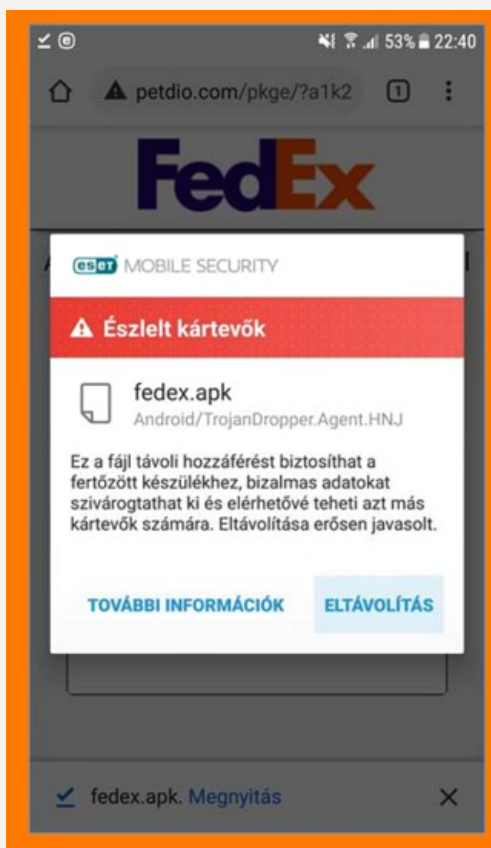 53% 22:40
petdio.com/pkge/?a1k2 1
FedEx
eset MOBILE SECURITY
Észlelt kártevők
fedex.apk
Android/TrojanDropper.Agent.HNJ
Ez a fájl távoli hozzáférést biztosíthat a
fertőzött készülékhez, bizalmas adatokat
szivárogtathat ki és elérhetővé teheti azt más
kártevők számára. Eltávolítása erősen javasolt.
TOVÁBBI INFORMÁCIÓK ELTÁVOLÍTÁS
fedex.apk. Megnyitás